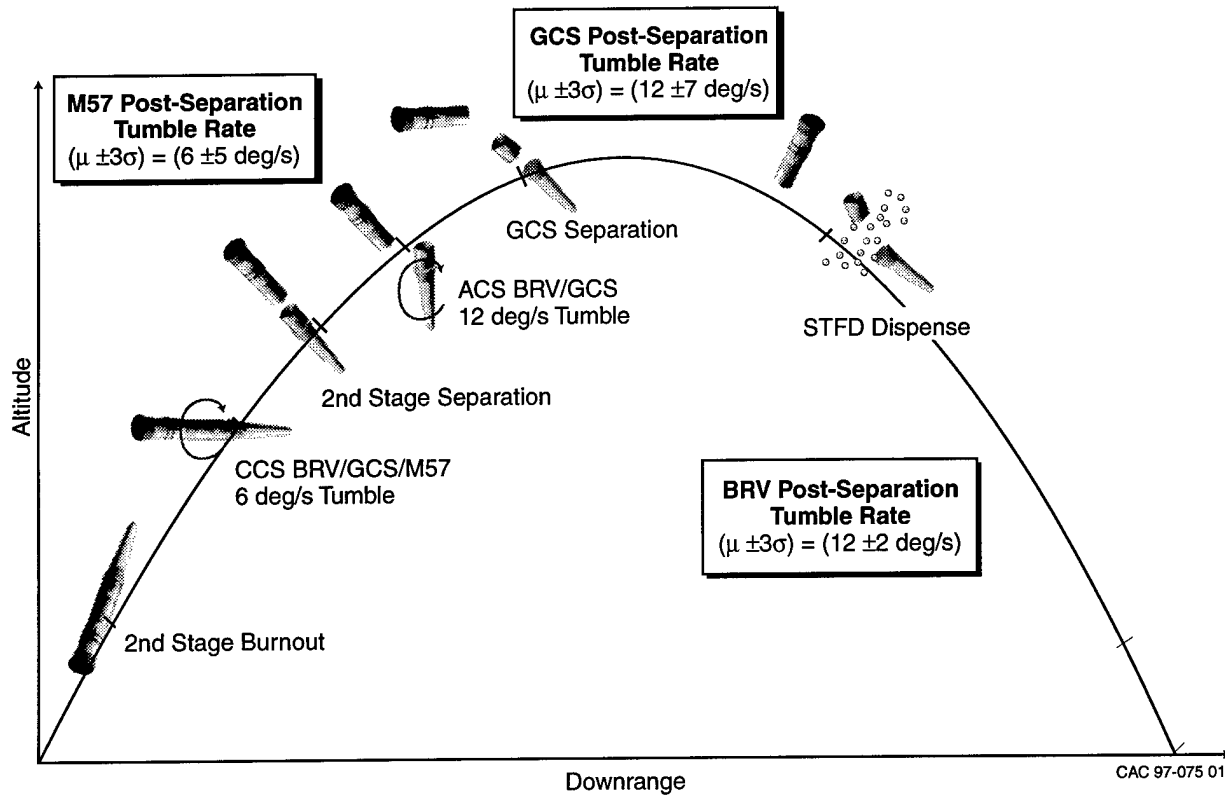 GCS Post-Separation
Tumble Rate
(μ ±3σ) = (12 ±7 deg/s)
M57 Post-Separation
Tumble Rate
(μ ±3σ) = (6 ±5 deg/s)
GCS Separation
ACS BRV/GCS
12 deg/s Tumble
STFD Dispense
2nd Stage Separation
CCS BRV/GCS/M57
6 deg/s Tumble
BRV Post-Separation
Tumble Rate
(μ ±3σ) = (12 ±2 deg/s)
2nd Stage Burnout
Altitude
Downrange
CAC 97-075 01